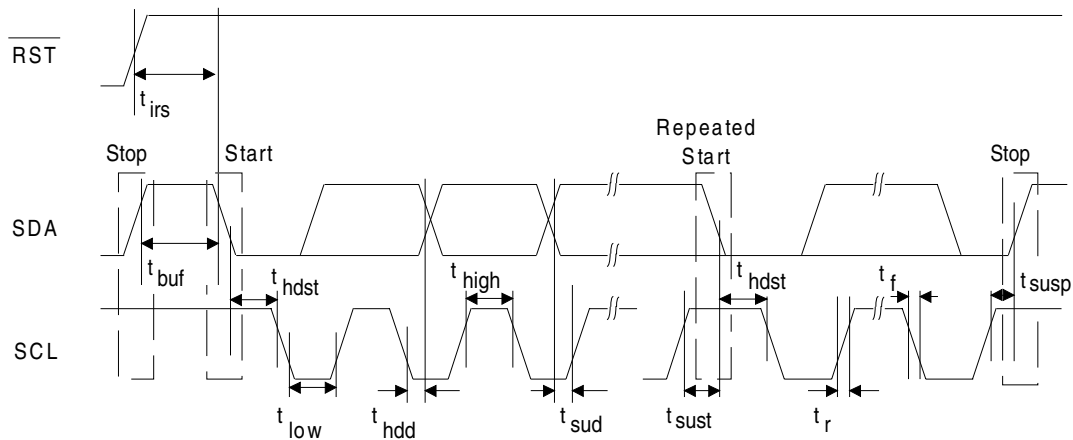 RST
t irs
Repeated
Stop Start Start Stop
SDA
t buf t hdst t high t hdst t f t susp
SCL
t low t hdd t sud t sust t r